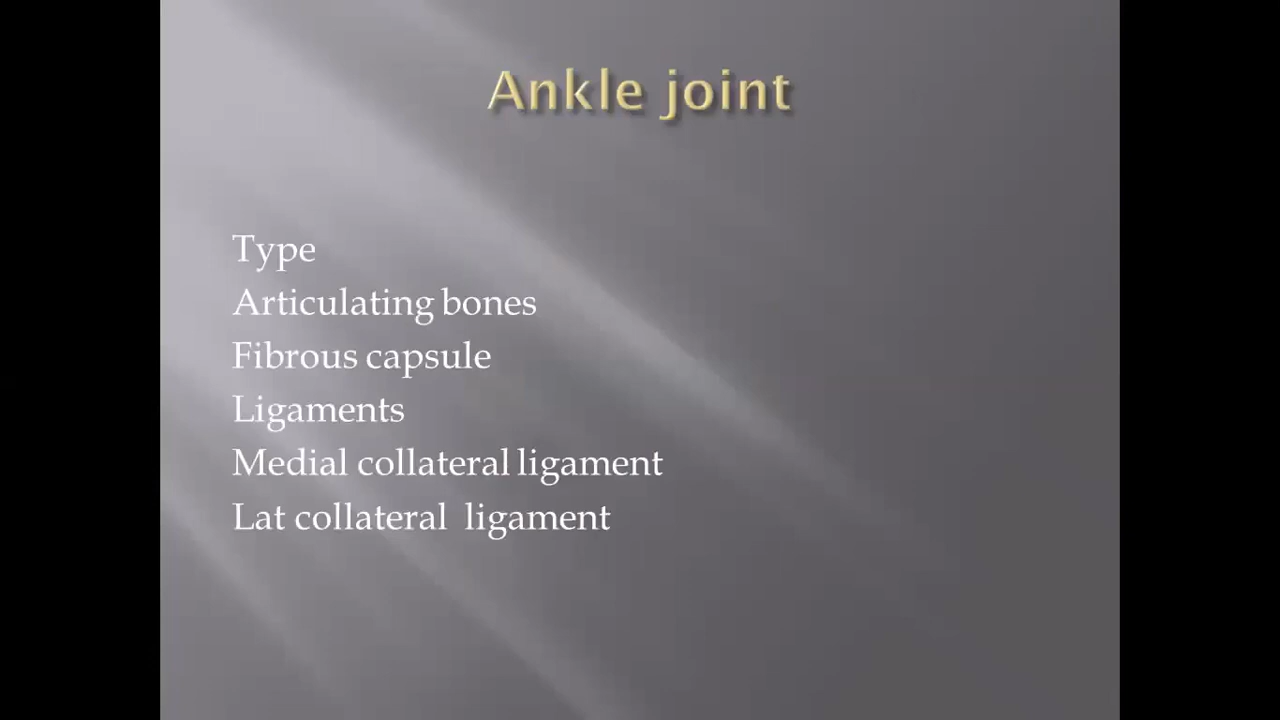 Ankle joint
Type
Articulating bones
Fibrous capsule
Ligaments
Medial collateral ligament
Lat collateral ligament